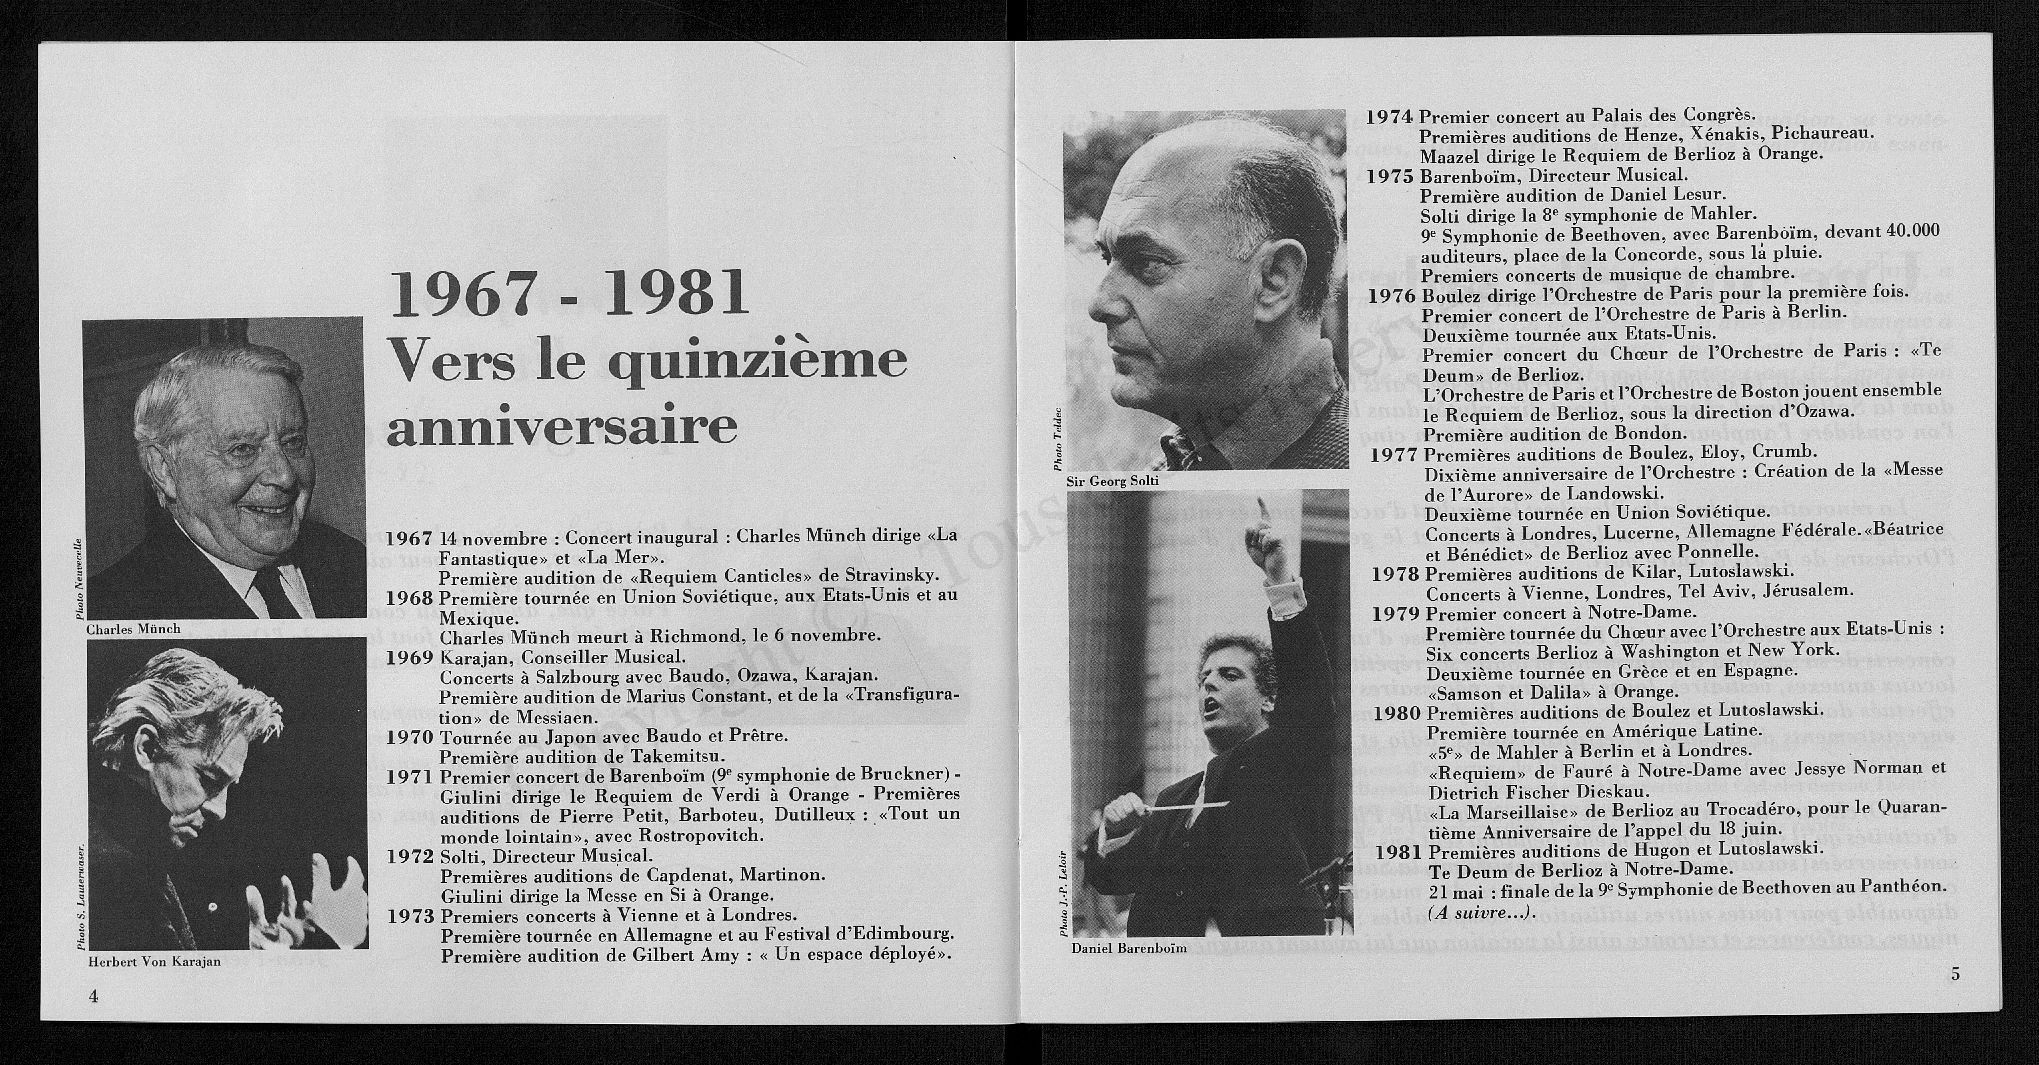 1967 - 1981
Vers le quinzième
anniversaire
Photo Neuvecelle
Charles Münch
Photo S. Lauterwaser.
Herbert Von Karajan
4
1967 14 novembre : Concert inaugural : Charles Münch dirige «La
Fantastique» et «La Mer».
Première audition de «Requiem Canticles» de Stravinsky.
1968 Première tournée en Union Soviétique, aux Etats-Unis et au
Mexique.
Charles Münch meurt à Richmond, le 6 novembre.
1969 Karajan, Conseiller Musical.
Concerts à Salzbourg avec Baudo, Ozawa, Karajan.
Première audition de Marius Constant, et de la «Transfigura-
tion» de Messiaen.
1970 Tournée au Japon avec Baudo et Prêtre.
Première audition de Takemitsu.
1971 Premier concert de Barenboïm (9e symphonie de Bruckner) -
Giulini dirige le Requiem de Verdi à Orange - Premières
auditions de Pierre Petit, Barboteu, Dutilleux : «Tout un
monde lointain», avec Rostropovitch.
1972 Solti, Directeur Musical.
Premières auditions de Capdenat, Martinon.
Giulini dirige la Messe en Si à Orange.
1973 Premiers concerts à Vienne et à Londres.
Première tournée en Allemagne et au Festival d'Edimbourg.
Première audition de Gilbert Amy : « Un espace déployé».
Photo Teldec
Sir Georg Solti
Photo J.-P. Leloir
Daniel Barenboïm
1974 Premier concert au Palais des Congrès.
Premières auditions de Henze, Xénakis, Pichaureau.
Maazel dirige le Requiem de Berlioz à Orange.
1975 Barenboïm, Directeur Musical.
Première audition de Daniel Lesur.
Solti dirige la 8e symphonie de Mahler.
9e Symphonie de Beethoven, avec Barenboïm, devant 40.000
auditeurs, place de la Concorde, sous la pluie.
Premiers concerts de musique de chambre.
1976 Boulez dirige l'Orchestre de Paris pour la première fois.
Premier concert de l'Orchestre de Paris à Berlin.
Deuxième tournée aux Etats-Unis.
Premier concert du Chœur de l'Orchestre de Paris : «Te
Deum» de Berlioz.
L'Orchestre de Paris et l'Orchestre de Boston jouent ensemble
le Requiem de Berlioz, sous la direction d'Ozawa.
Première audition de Bondon.
1977 Premières auditions de Boulez, Eloy, Crumb.
Dixième anniversaire de l'Orchestre : Création de la «Messe
de l'Aurore» de Landowski.
Deuxième tournée en Union Soviétique.
Concerts à Londres, Lucerne, Allemagne Fédérale. «Béatrice
et Bénédict» de Berlioz avec Ponnelle.
1978 Premières auditions de Kilar, Lutoslawski.
Concerts à Vienne, Londres, Tel Aviv, Jérusalem.
1979 Premier concert à Notre-Dame.
Première tournée du Chœur avec l'Orchestre aux Etats-Unis :
Six concerts Berlioz à Washington et New York.
Deuxième tournée en Grèce et en Espagne.
«Samson et Dalila» à Orange.
1980 Premières auditions de Boulez et Lutoslawski.
Première tournée en Amérique Latine.
«5e» de Mahler à Berlin et à Londres.
«Requiem» de Fauré à Notre-Dame avec Jessye Norman et
Dietrich Fischer Dieskau.
«La Marseillaise» de Berlioz au Trocadéro, pour le Quaran-
tième Anniversaire de l'appel du 18 juin.
1981 Premières auditions de Hugon et Lutoslawski.
Te Deum de Berlioz à Notre-Dame.
21 mai : finale de la 9e Symphonie de Beethoven au Panthéon.
(A suivre...).
5